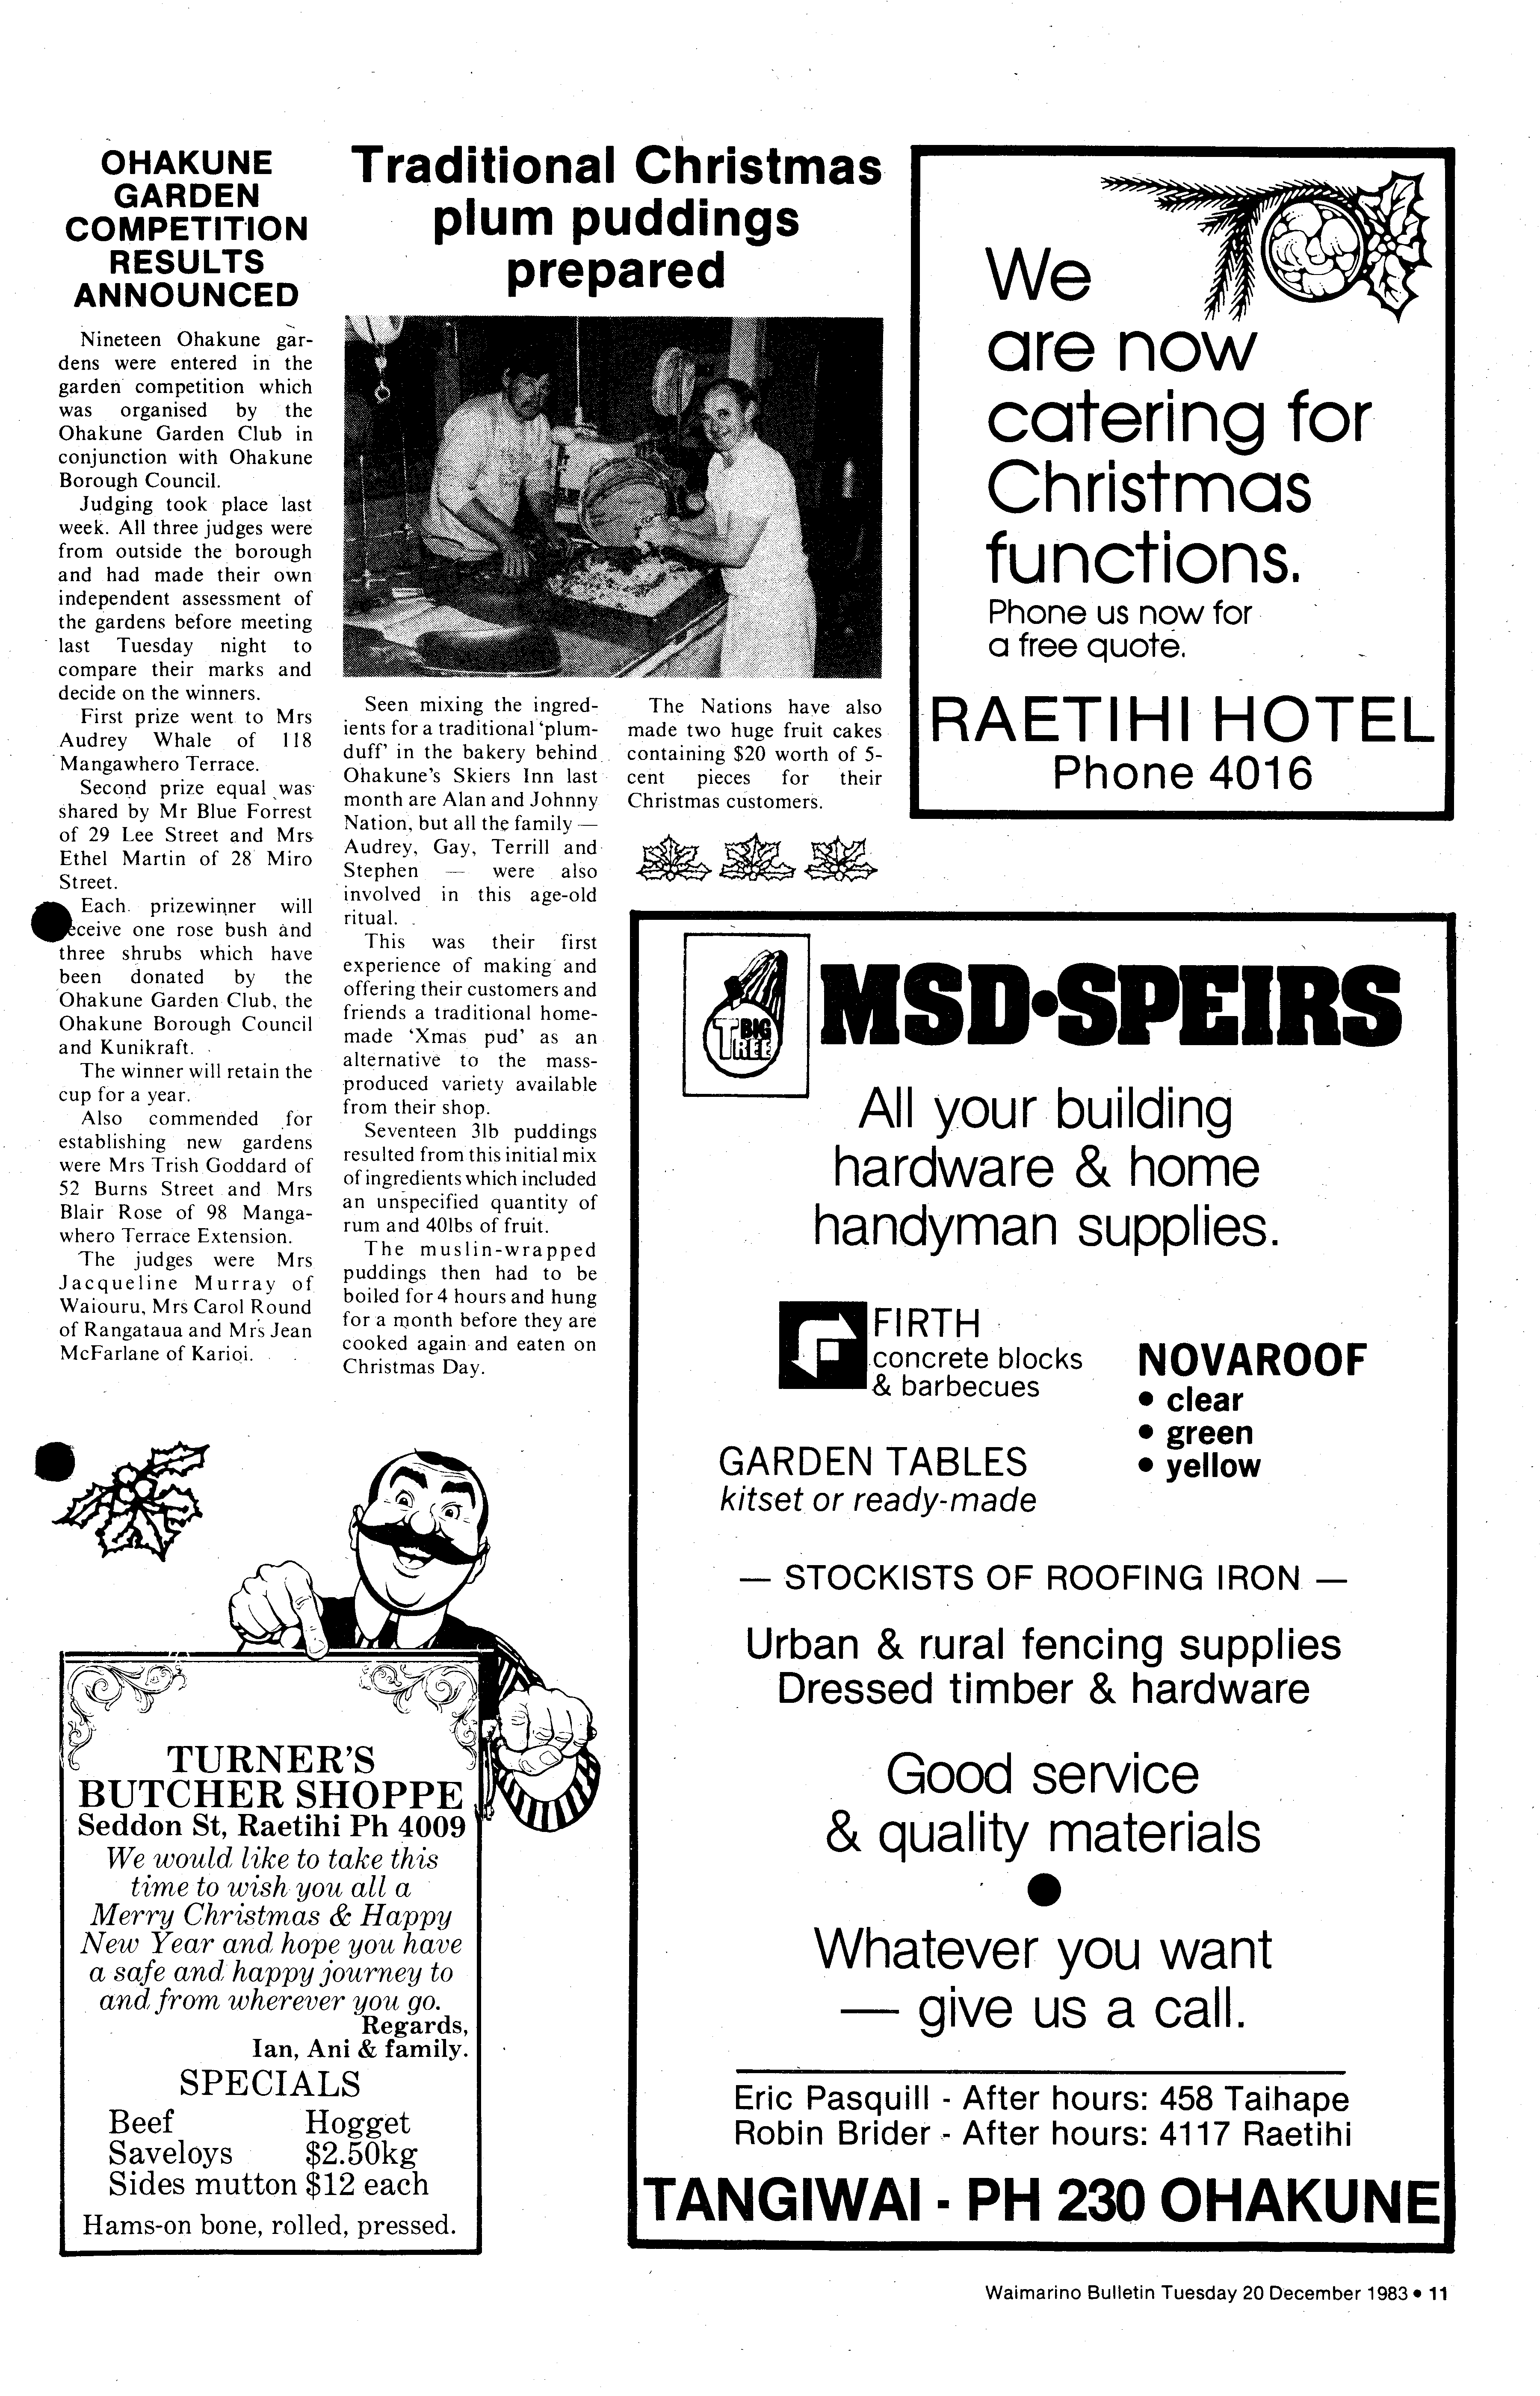 OHAKUNE
GARDEN
COMPETITION
RESULTS
ANNOUNCED
Nineteen Ohakune gar-
dens were entered in the
garden competition which
was organised by the
Ohakune Garden Club in
conjunction with Ohakune
Borough Council.
Judging took place last
week. All three judges were
from outside the borough
and had made their own
independent assessment of
the gardens before meeting
last Tuesday night to
compare their marks and
decide on the winners.
First prize went to Mrs
Audrey Whale of 118
Mangawhero Terrace.
Second prize equal was
shared by Mr Blue Forrest
of 29 Lee Street and Mrs
Ethel Martin of 28 Miro
Street.
Each prizewinner will
eceive one rose bush and
three shrubs which have
been donated by the
Ohakune Garden Club, the
Ohakune Borough Council
and Kunikraft.
The winner will retain the
cup for a year.
Also commended for
establishing new gardens
were Mrs Trish Goddard of
52 Burns Street and Mrs
Blair Rose of 98 Manga-
whero Terrace Extension.
The judges were Mrs
Jacqueline Murray of
Waiouru, Mrs Carol Round
of Rangataua and Mrs Jean
McFarlane of Karioi.
Traditional Christmas
plum puddings
prepared
Seen mixing the ingred-
ients for a traditional 'plum-
duff' in the bakery behind
Ohakune's Skiers Inn last
month are Alan and Johnny
Nation, but all the family —
Audrey, Gay, Terrill and
Stephen — were also
involved in this age-old
ritual.
This was their first
experience of making and
offering their customers and
friends a traditional home-
made 'Xmas pud' as an
alternative to the mass-
produced variety available
from their shop.
Seventeen 3lb puddings
resulted from this initial mix
of ingredients which included
an unspecified quantity of
rum and 40lbs of fruit.
The muslin-wrapped
puddings then had to be
boiled for 4 hours and hung
for a month before they are
cooked again and eaten on
Christmas Day.
The Nations have also
made two huge fruit cakes
containing $20 worth of 5-
cent pieces for their
Christmas customers.
We
are now
catering for
Christmas
functions.
Phone us now for
a free quote.
RAETIHI HOTEL
Phone 4016
BIG
TREE
MSD•SPEIRS
All your building
hardware & home
handyman supplies.
FIRTH
concrete blocks
& barbecues
NOVAROOF
• clear
• green
• yellow
GARDEN TABLES
kitset or ready-made
— STOCKISTS OF ROOFING IRON —
Urban & rural fencing supplies
Dressed timber & hardware
Good service
& quality materials
●
Whatever you want
— give us a call.
Eric Pasquill - After hours: 458 Taihape
Robin Brider - After hours: 4117 Raetihi
TANGIWAI - PH 230 OHAKUNE
TURNER'S
BUTCHER SHOPPE
Seddon St, Raetihi Ph 4009
We would like to take this
time to wish you all a
Merry Christmas & Happy
New Year and hope you have
a safe and happy journey to
and from wherever you go.
Regards,
Ian, Ani & family.
SPECIALS
Beef Hogget
Saveloys $2.50kg
Sides mutton $12 each
Hams-on bone, rolled, pressed.
Waimarino Bulletin Tuesday 20 December 1983 • 11